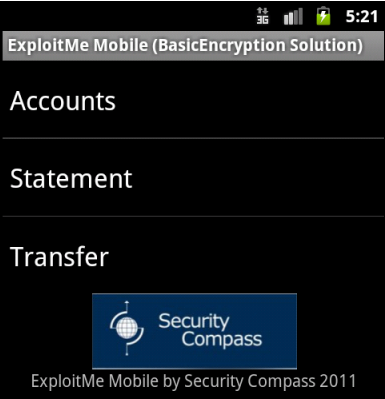 3G 5:21
ExploitMe Mobile (BasicEncryption Solution)
Accounts
Statement
Transfer
Security
Compass
ExploitMe Mobile by Security Compass 2011